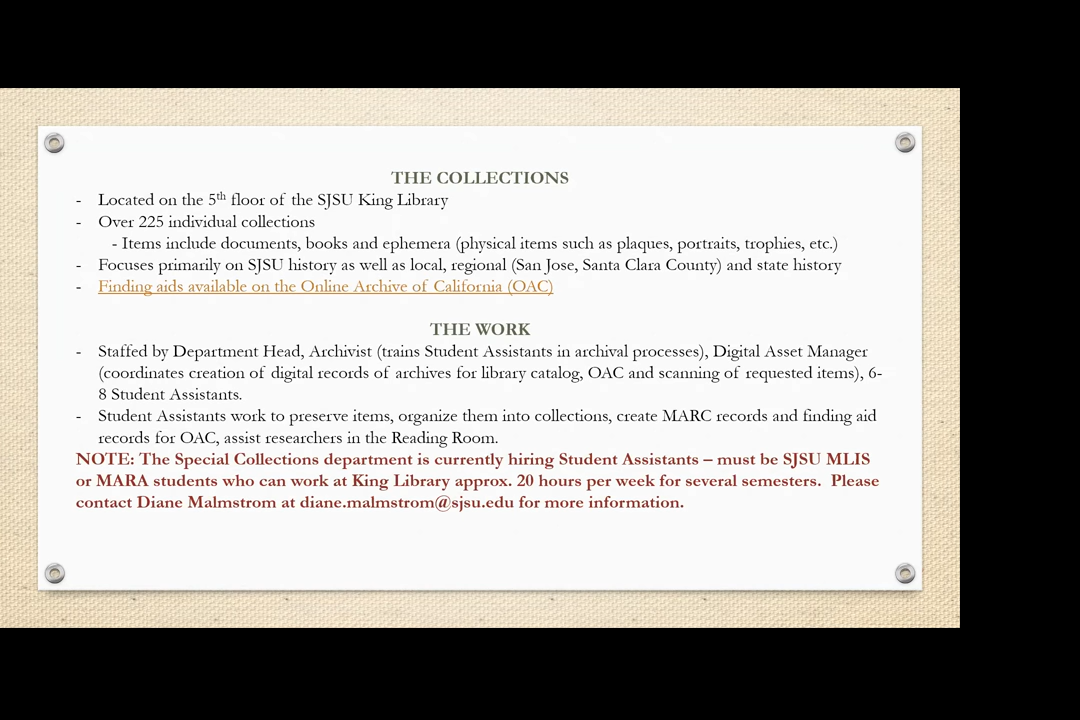 THE COLLECTIONS
- Located on the 5th floor of the SJSU King Library
- Over 225 individual collections
- Items include documents, books and ephemera (physical items such as plaques, portraits, trophies, etc.)
- Focuses primarily on SJSU history as well as local, regional (San Jose, Santa Clara County) and state history
- Finding aids available on the Online Archive of California (OAC)
THE WORK
- Staffed by Department Head, Archivist (trains Student Assistants in archival processes), Digital Asset Manager
(coordinates creation of digital records of archives for library catalog, OAC and scanning of requested items), 6-
8 Student Assistants.
- Student Assistants work to preserve items, organize them into collections, create MARC records and finding aid
records for OAC, assist researchers in the Reading Room.
NOTE: The Special Collections department is currently hiring Student Assistants – must be SJSU MLIS
or MARA students who can work at King Library approx. 20 hours per week for several semesters. Please
contact Diane Malmstrom at diane.malmstrom@sjsu.edu for more information.